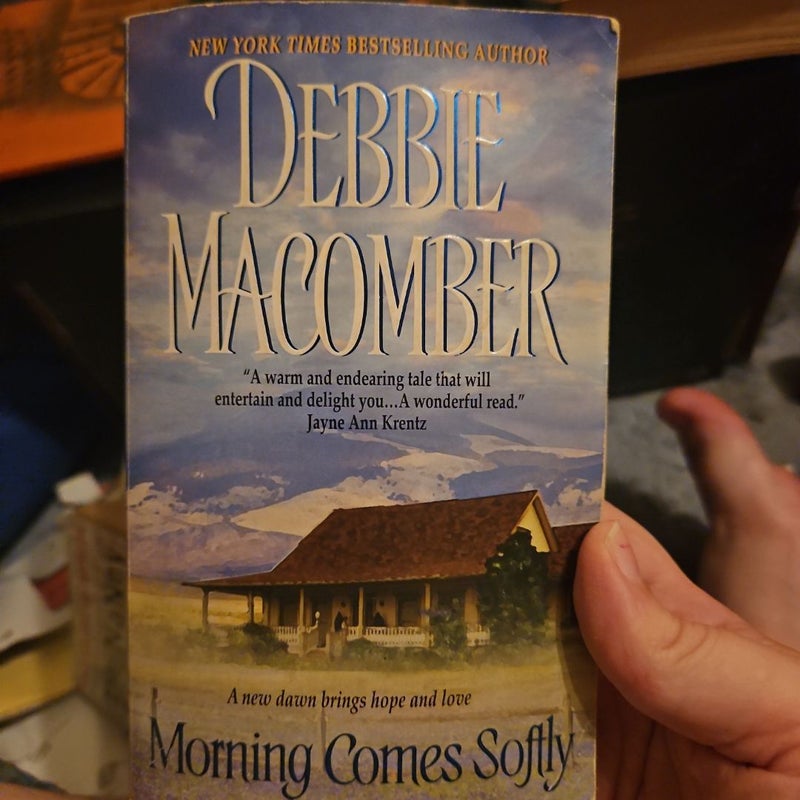 NEW YORK TIMES BESTSELLING AUTHOR
DEBBIE
MACOMBER
“A warm and endearing tale that will
entertain and delight you...A wonderful read.”
Jayne Ann Krentz
A new dawn brings hope and love
Morning Comes Softly